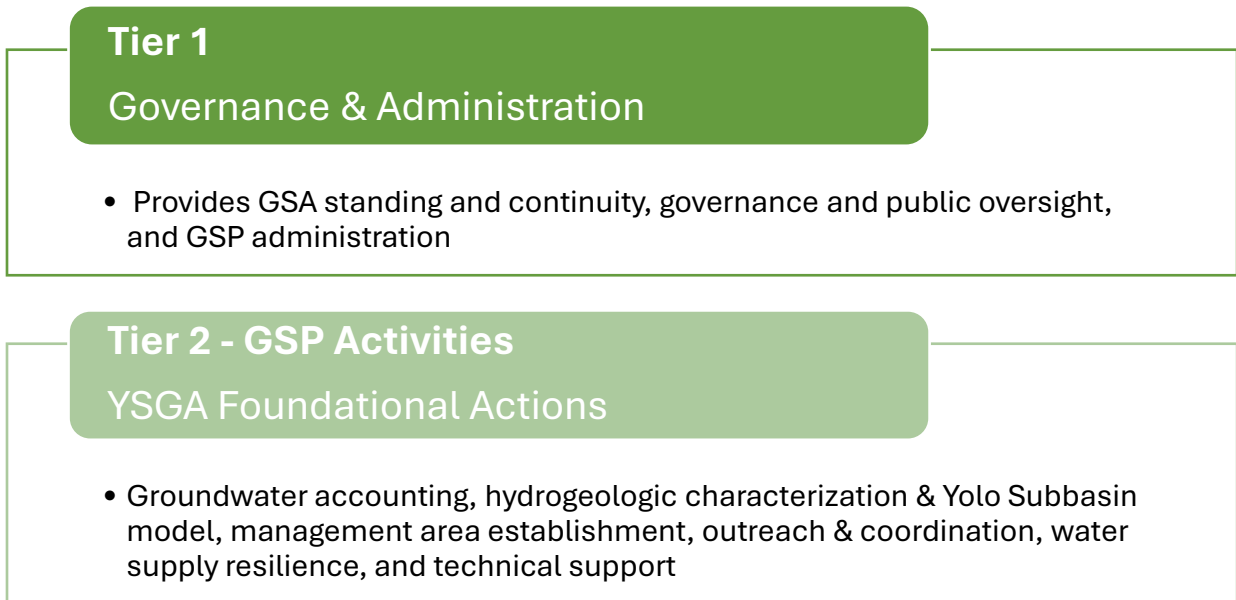 Tier 1
Governance & Administration
• Provides GSA standing and continuity, governance and public oversight,
and GSP administration
Tier 2 - GSP Activities
YSGA Foundational Actions
• Groundwater accounting, hydrogeologic characterization & Yolo Subbasin
model, management area establishment, outreach & coordination, water
supply resilience, and technical support